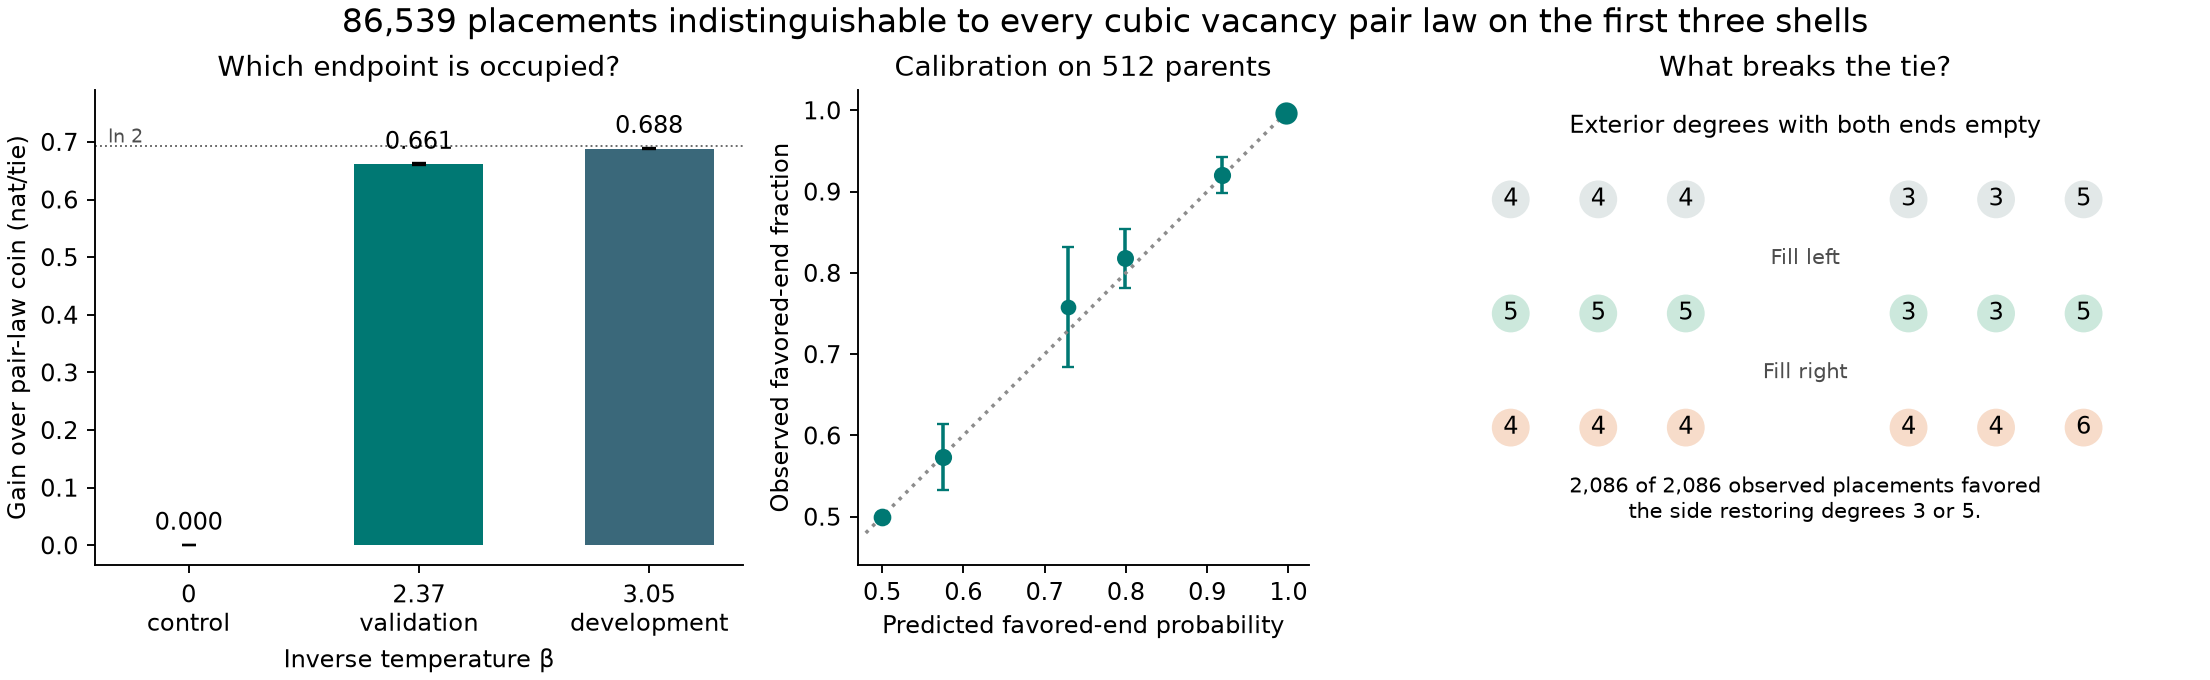 86,539 placements indistinguishable to every cubic vacancy pair law on the first three shells
Which endpoint is occupied?
Gain over pair-law coin (nat/tie)
0.7
0.6
0.5
0.4
0.3
0.2
0.1
0.0
ln 2
0.000
0.661
0.688
0
control
2.37
validation
3.05
development
Inverse temperature β
Calibration on 512 parents
Observed favored-end fraction
1.0
0.9
0.8
0.7
0.6
0.5
0.5 0.6 0.7 0.8 0.9 1.0
Predicted favored-end probability
What breaks the tie?
Exterior degrees with both ends empty
4 4 4 3 3 5
Fill left
5 5 5 3 3 5
Fill right
4 4 4 4 4 6
2,086 of 2,086 observed placements favored
the side restoring degrees 3 or 5.